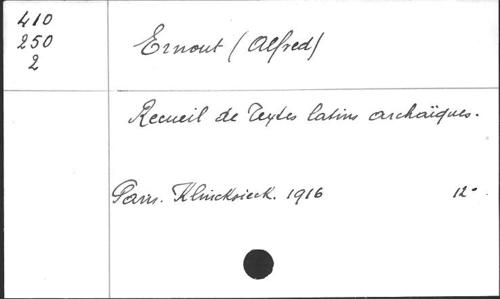 410
250
2
Ernout (Alfred)
Recueil de Textes latins archaïques.
Paris. Klincksieck. 1916 12°